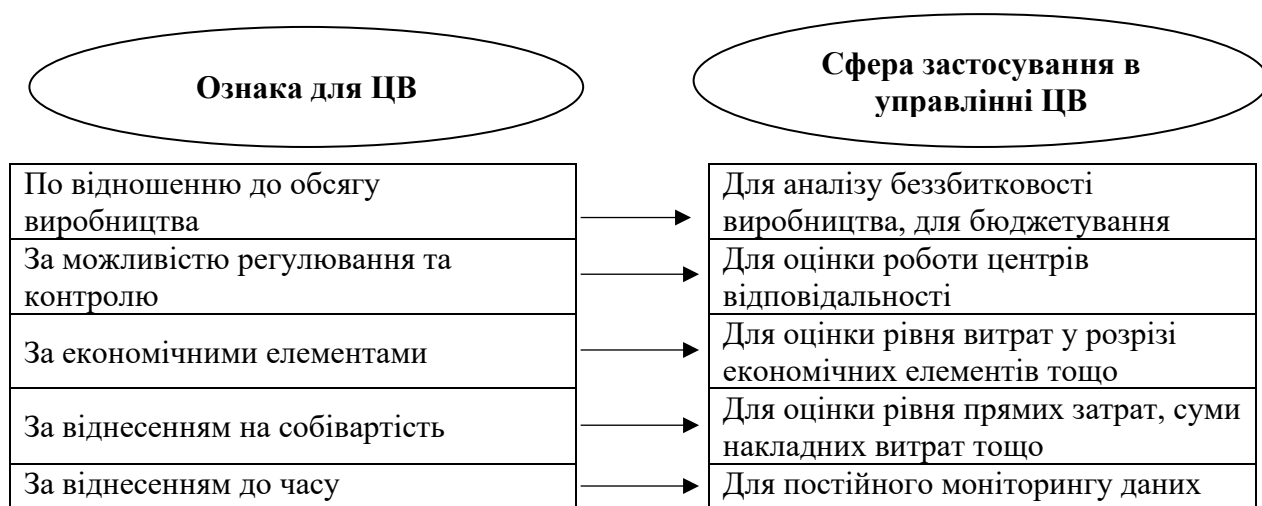 Ознака для ЦВ
Сфера застосування в
управлінні ЦВ
По відношенню до обсягу
виробництва
Для аналізу беззбитковості
виробництва, для бюджетування
За можливістю регулювання та
контролю
Для оцінки роботи центрів
відповідальності
За економічними елементами
Для оцінки рівня витрат у розрізі
економічних елементів тощо
За віднесенням на собівартість
Для оцінки рівня прямих затрат, суми
накладних витрат тощо
За віднесенням до часу
Для постійного моніторингу даних